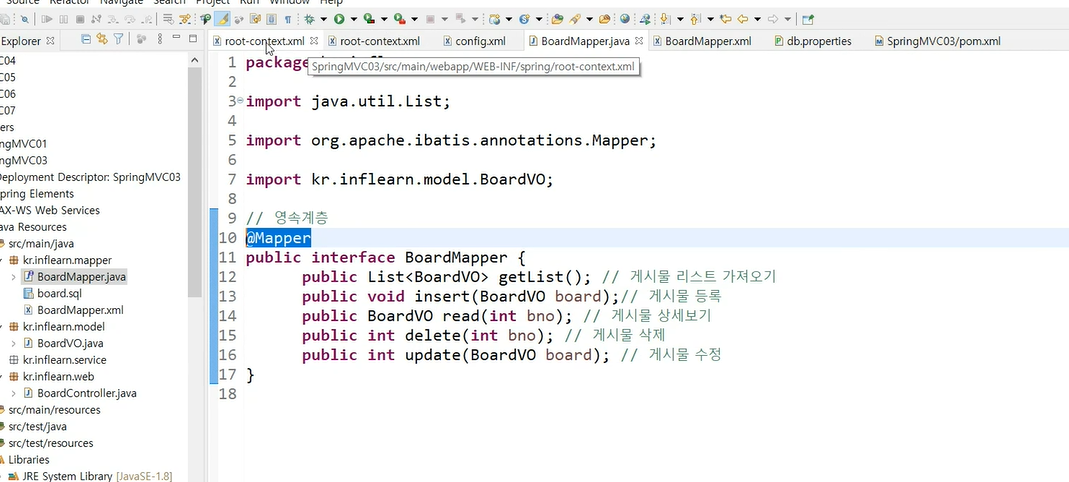 Source Refactor Navigate Search Project Run Window Help
Explorer
root-context.xml root-context.xml config.xml BoardMapper.java BoardMapper.xml db.properties SpringMVC03/pom.xml
SpringMVC03/src/main/webapp/WEB-INF/spring/root-context.xml
C04
C05
C06
C07
ers
ngMVC01
ngMVC03
Deployment Descriptor: SpringMVC03
pring Elements
AX-WS Web Services
ava Resources
src/main/java
kr.inflearn.mapper
BoardMapper.java
board.sql
BoardMapper.xml
kr.inflearn.model
BoardVO.java
kr.inflearn.service
kr.inflearn.web
BoardController.java
src/main/resources
src/test/java
src/test/resources
Libraries
JRE System Library [JavaSE-1.8]
1 package
2
3 import java.util.List;
4
5 import org.apache.ibatis.annotations.Mapper;
6
7 import kr.inflearn.model.BoardVO;
8
9 // 영속계층
10 @Mapper
11 public interface BoardMapper {
12 public List<BoardVO> getList(); // 게시물 리스트 가져오기
13 public void insert(BoardVO board);// 게시물 등록
14 public BoardVO read(int bno); // 게시물 상세보기
15 public int delete(int bno); // 게시물 삭제
16 public int update(BoardVO board); // 게시물 수정
17 }
18